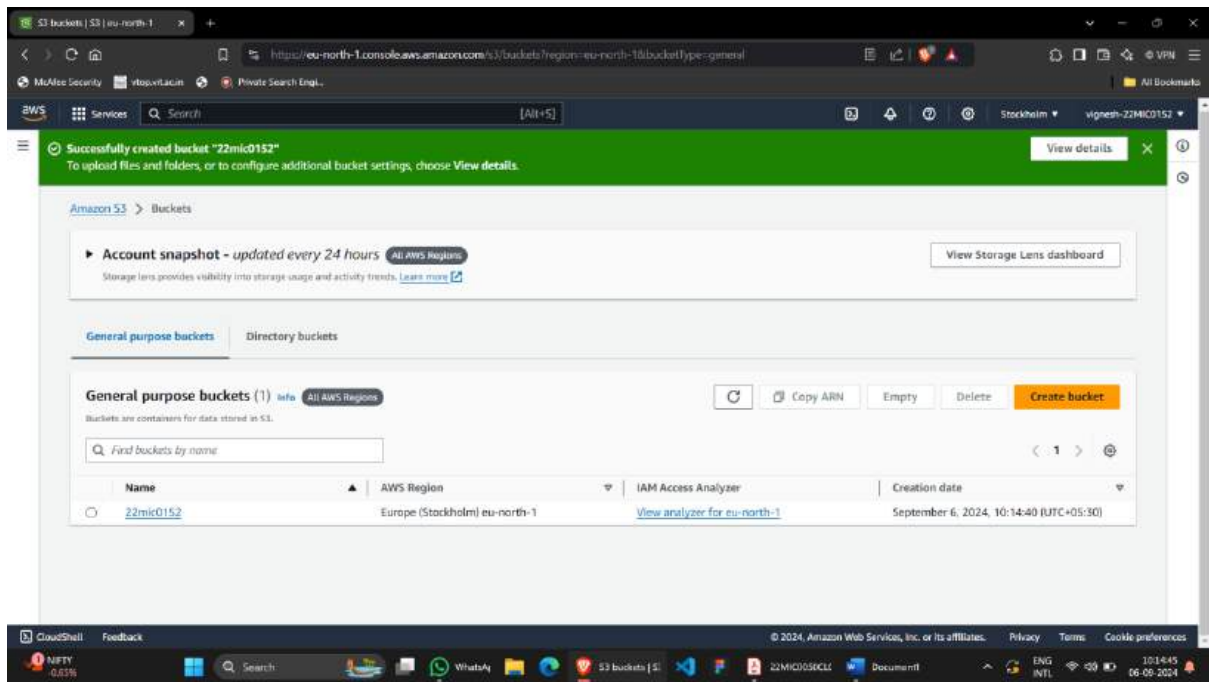 S3 buckets | S3 | eu-north-1
https://eu-north-1.console.aws.amazon.com/s3/buckets?region=eu-north-1&bucketType=general
VPN
McAfee Security vtop.vit.ac.in Private Search Engi...
All Bookmarks
aws Services Search [Alt+S] Stockholm vignesh-22MIC0152
Successfully created bucket "22mic0152"
To upload files and folders, or to configure additional bucket settings, choose View details.
View details
Amazon S3 > Buckets
Account snapshot - updated every 24 hours All AWS Regions
View Storage Lens dashboard
Storage lens provides visibility into storage usage and activity trends. Learn more
General purpose buckets Directory buckets
General purpose buckets (1) Info All AWS Regions
Copy ARN Empty Delete Create bucket
Buckets are containers for data stored in S3.
Find buckets by name
< 1 >
Name AWS Region IAM Access Analyzer Creation date
22mic0152 Europe (Stockholm) eu-north-1 View analyzer for eu-north-1 September 6, 2024, 10:14:40 (UTC+05:30)
CloudShell Feedback © 2024, Amazon Web Services, Inc. or its affiliates. Privacy Terms Cookie preferences
NIFTY
-0.65%
Search WhatsA S3 buckets | S Document1
ENG
INTL
10:14:45
06-09-2024